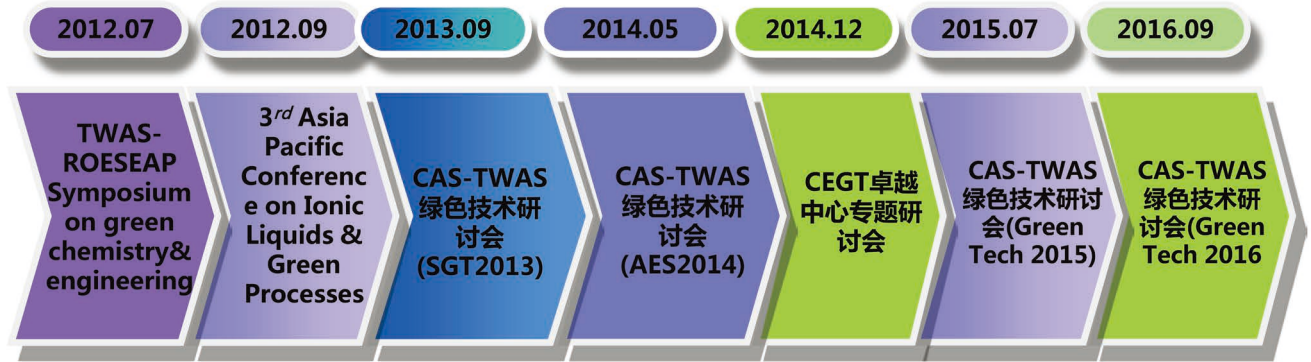 2012.07
2012.09
2013.09
2014.05
2014.12
2015.07
2016.09
TWAS-
ROESEAP
Symposium
on green
chemistry&
engineering
3rd Asia
Pacific
Conferenc
e on Ionic
Liquids &
Green
Processes
CAS-TWAS
绿色技术研
讨会
(SGT2013)
CAS-TWAS
绿色技术研
讨会
(AES2014)
CEGT卓越
中心专题研
讨会
CAS-TWAS
绿色技术研讨
会(Green
Tech 2015)
CAS-TWAS
绿色技术研
讨会(Green
Tech 2016